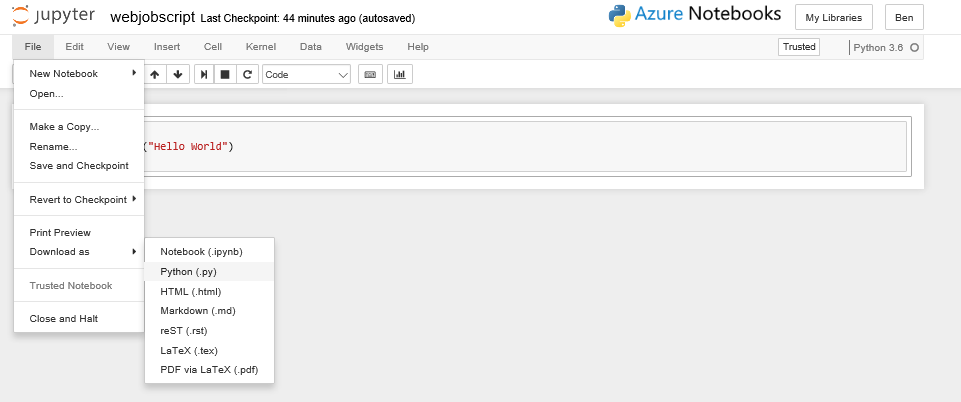 jupyter webjobscript Last Checkpoint: 44 minutes ago (autosaved) Azure Notebooks My Libraries Ben
File Edit View Insert Cell Kernel Data Widgets Help Trusted Python 3.6
New Notebook
Code
Open...
Make a Copy...
Rename...
("Hello World")
Save and Checkpoint
Revert to Checkpoint
Print Preview
Download as
Notebook (.ipynb)
Python (.py)
Trusted Notebook
HTML (.html)
Markdown (.md)
Close and Halt
reST (.rst)
LaTeX (.tex)
PDF via LaTeX (.pdf)